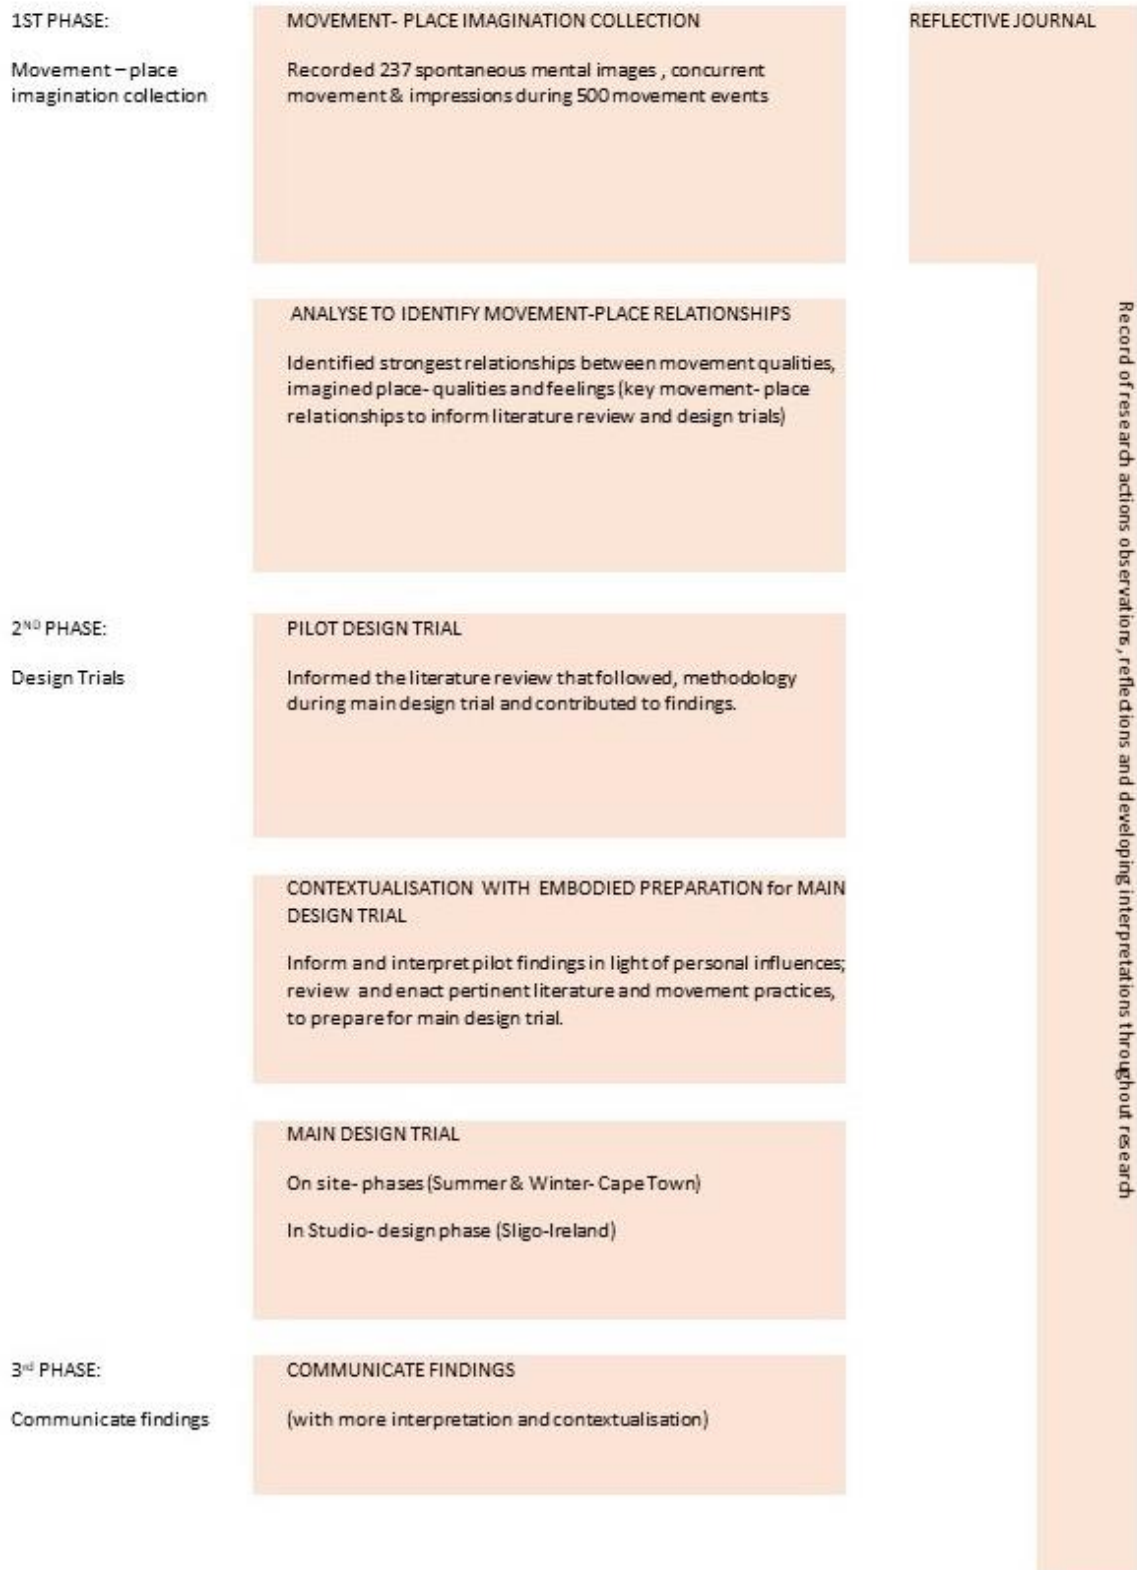 1ST PHASE:
Movement – place
imagination collection
MOVEMENT- PLACE IMAGINATION COLLECTION
Recorded 237 spontaneous mental images , concurrent
movement & impressions during 500 movement events
REFLECTIVE JOURNAL
Record of research actions observations, reflections and developing interpretations throughout research
ANALYSE TO IDENTIFY MOVEMENT-PLACE RELATIONSHIPS
Identified strongest relationships between movement qualities,
imagined place- qualities and feelings (key movement- place
relationships to inform literature review and design trials)
2ND PHASE:
Design Trials
PILOT DESIGN TRIAL
Informed the literature review that followed, methodology
during main design trial and contributed to findings.
CONTEXTUALISATION WITH EMBODIED PREPARATION for MAIN
DESIGN TRIAL
Inform and interpret pilot findings in light of personal influences;
review and enact pertinent literature and movement practices,
to prepare for main design trial.
MAIN DESIGN TRIAL
On site- phases (Summer & Winter- Cape Town)
In Studio- design phase (Sligo-Ireland)
3rd PHASE:
Communicate findings
COMMUNICATE FINDINGS
(with more interpretation and contextualisation)